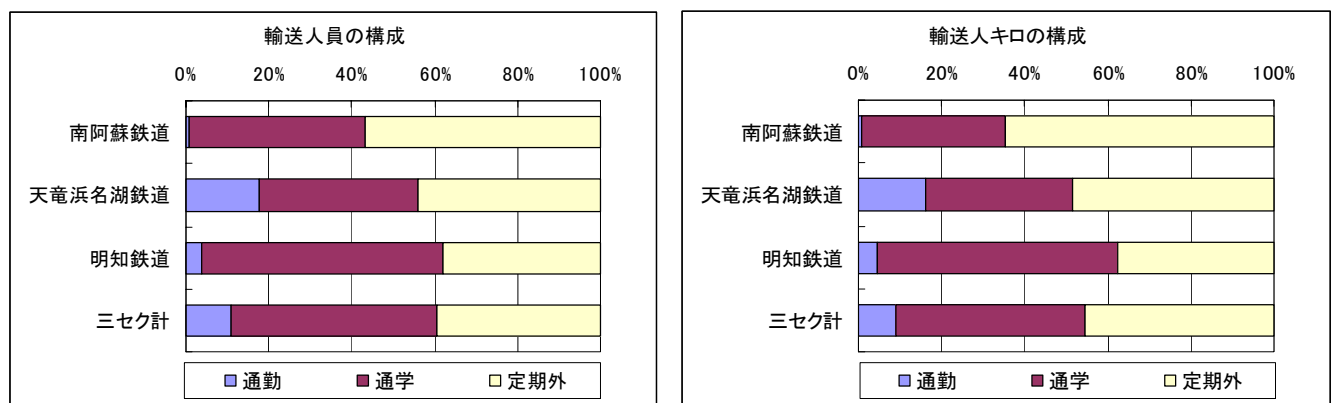 輸送人員の構成
0% 20% 40% 60% 80% 100%
南阿蘇鉄道
天竜浜名湖鉄道
明知鉄道
三セク計
通勤 通学 定期外
輸送人キロの構成
0% 20% 40% 60% 80% 100%
南阿蘇鉄道
天竜浜名湖鉄道
明知鉄道
三セク計
通勤 通学 定期外